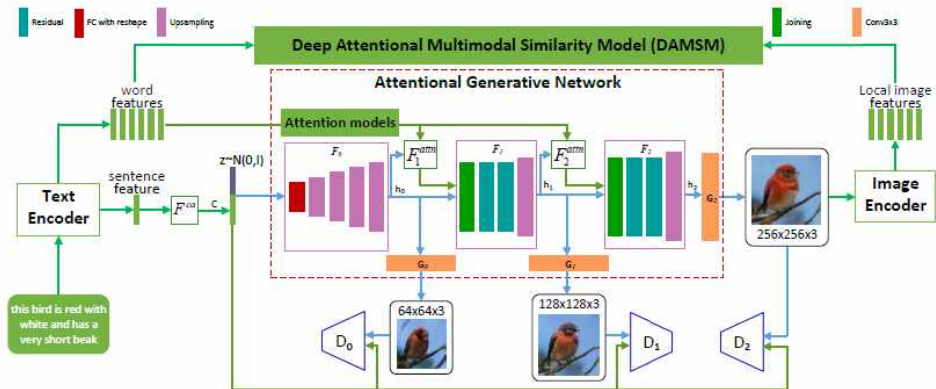 Residual
FC with reshape
Upsampling
Joining
Conv3x3
Deep Attentional Multimodal Similarity Model (DAMSM)
Attentional Generative Network
word
features
Local image
features
Attention models
z~N(0,I)
F₀
F₁ᵃᵗᵗⁿ
F₁
F₂ᵃᵗᵗⁿ
F₂
Text
Encoder
sentence
feature
Fᶜᵃ
C
h₀
h₁
h₂
G₂
256x256x3
Image
Encoder
G₀
G₁
this bird is red with
white and has a
very short beak
64x64x3
128x128x3
D₀
D₁
D₂